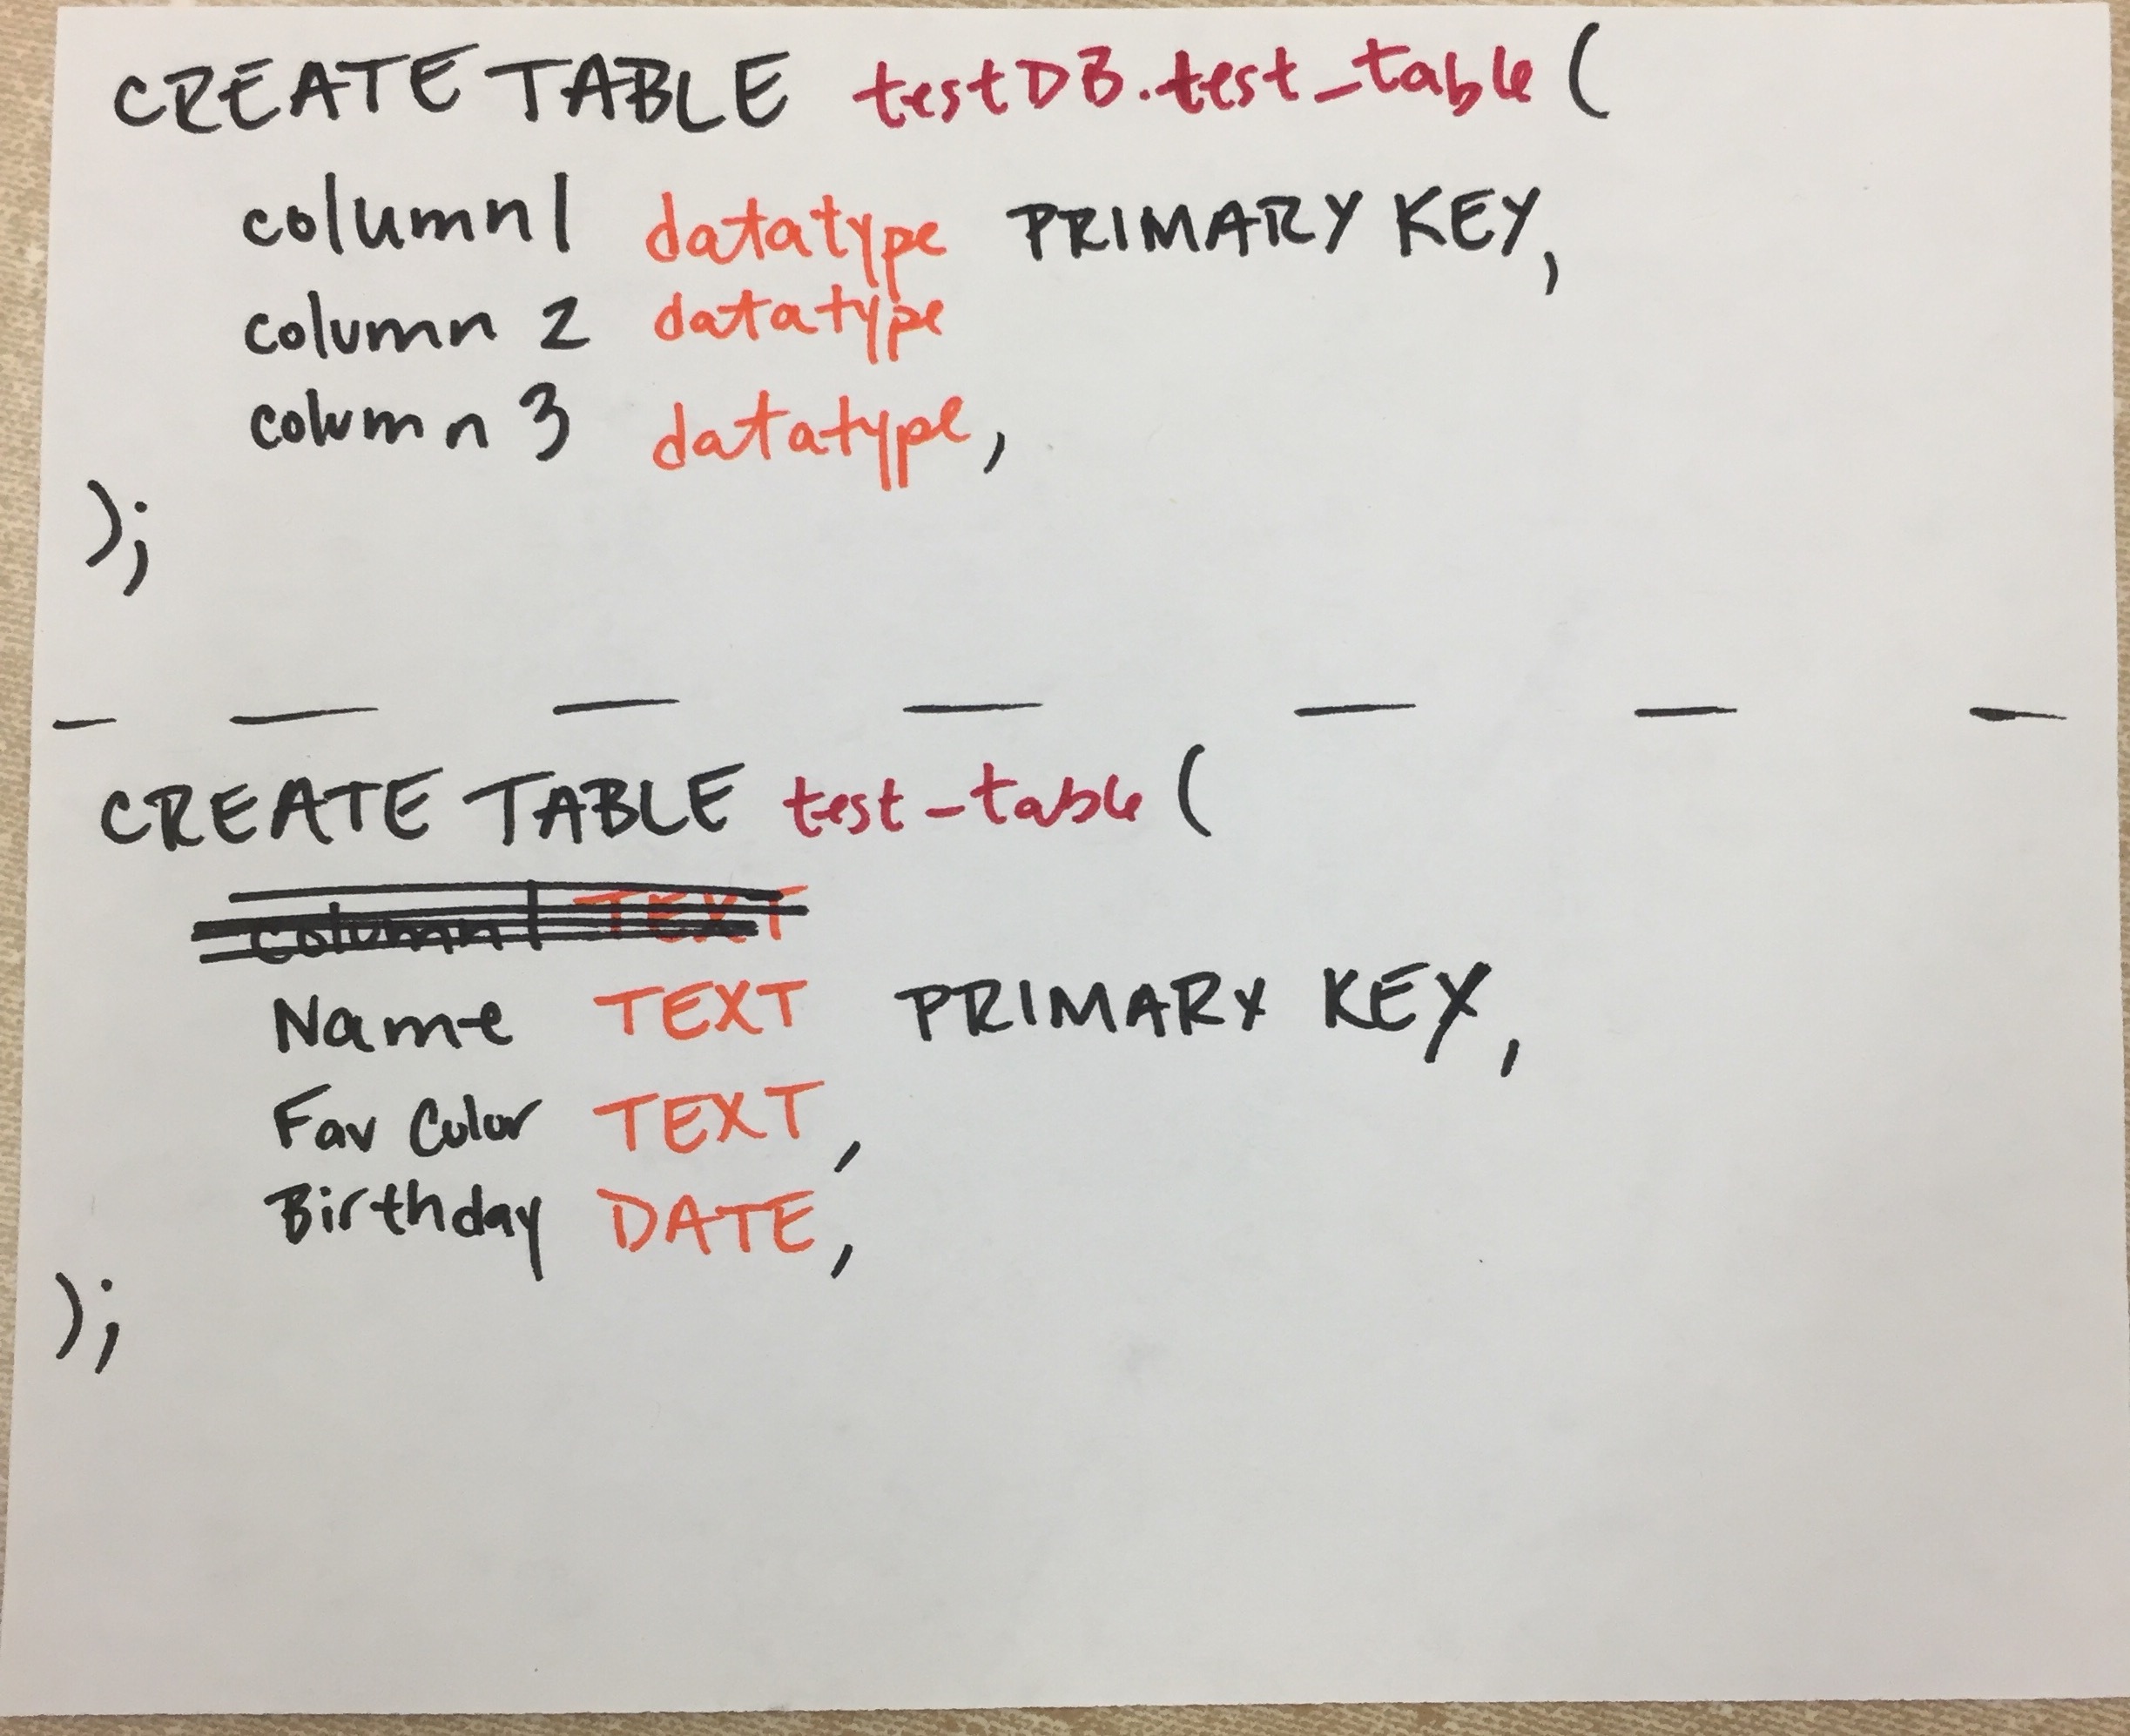 CREATE TABLE testDB.test_table (
column1 datatype PRIMARY KEY,
column 2 datatype
column 3 datatype,
);
CREATE TABLE test-table (
column1 TEXT
Name TEXT PRIMARY KEY,
Fav Color TEXT,
Birthday DATE,
);